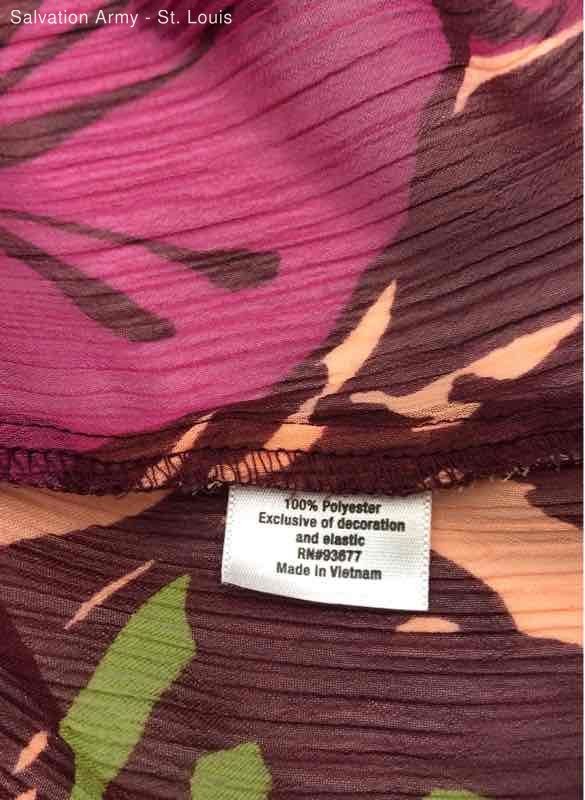 Salvation Army - St. Louis
100% Polyester
Exclusive of decoration
and elastic
RN#93677
Made in Vietnam